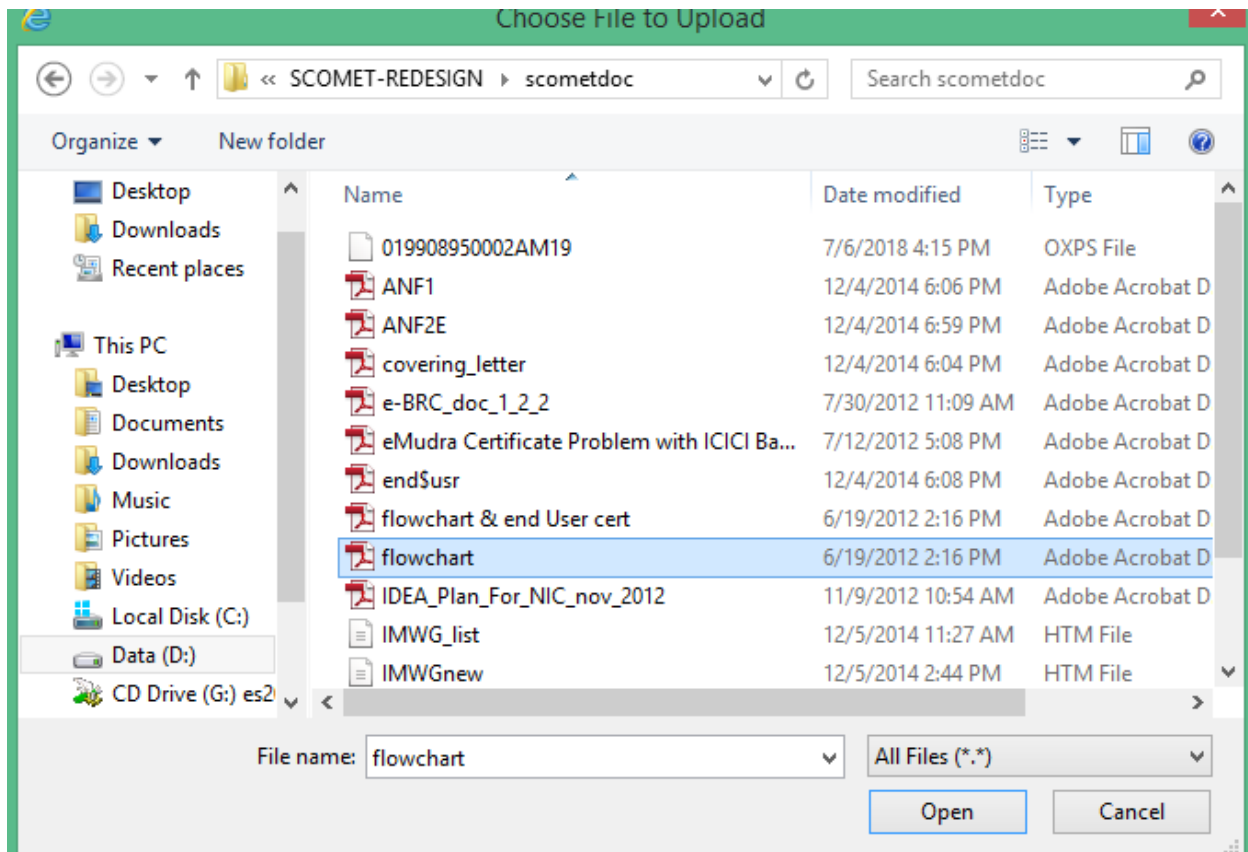 Choose File to Upload
« SCOMET-REDESIGN scometdoc Search scometdoc
Organize New folder
Name Date modified Type
Desktop
Downloads
Recent places
This PC
Desktop
Documents
Downloads
Music
Pictures
Videos
Local Disk (C:)
Data (D:)
CD Drive (G:) es2
019908950002AM19 7/6/2018 4:15 PM OXPS File
ANF1 12/4/2014 6:06 PM Adobe Acrobat D
ANF2E 12/4/2014 6:59 PM Adobe Acrobat D
covering_letter 12/4/2014 6:04 PM Adobe Acrobat D
e-BRC_doc_1_2_2 7/30/2012 11:09 AM Adobe Acrobat D
eMudra Certificate Problem with ICICI Ba... 7/12/2012 5:08 PM Adobe Acrobat D
end$usr 12/4/2014 6:08 PM Adobe Acrobat D
flowchart & end User cert 6/19/2012 2:16 PM Adobe Acrobat D
flowchart 6/19/2012 2:16 PM Adobe Acrobat D
IDEA_Plan_For_NIC_nov_2012 11/9/2012 10:54 AM Adobe Acrobat D
IMWG_list 12/5/2014 11:27 AM HTM File
IMWGnew 12/5/2014 2:44 PM HTM File
File name: flowchart All Files (*.*)
Open Cancel